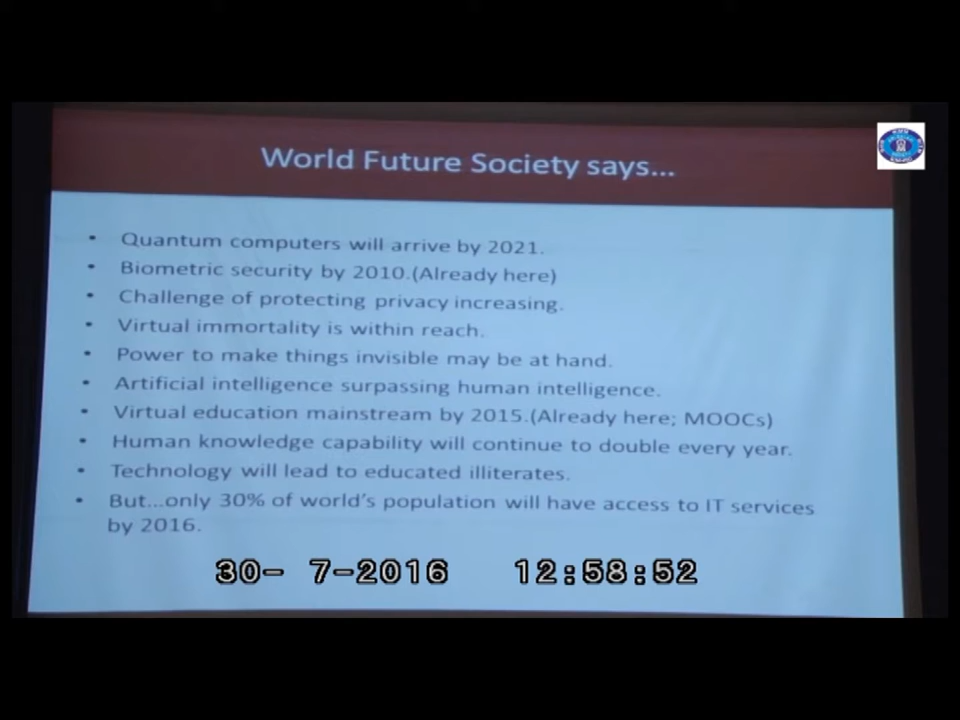 World Future Society says...
• Quantum computers will arrive by 2021.
• Biometric security by 2010.(Already here)
• Challenge of protecting privacy increasing.
• Virtual immortality is within reach.
• Power to make things invisible may be at hand.
• Artificial intelligence surpassing human intelligence.
• Virtual education mainstream by 2015.(Already here; MOOCs)
• Human knowledge capability will continue to double every year.
• Technology will lead to educated illiterates.
• But...only 30% of world's population will have access to IT services
by 2016.
30- 7-2016 12:58:52